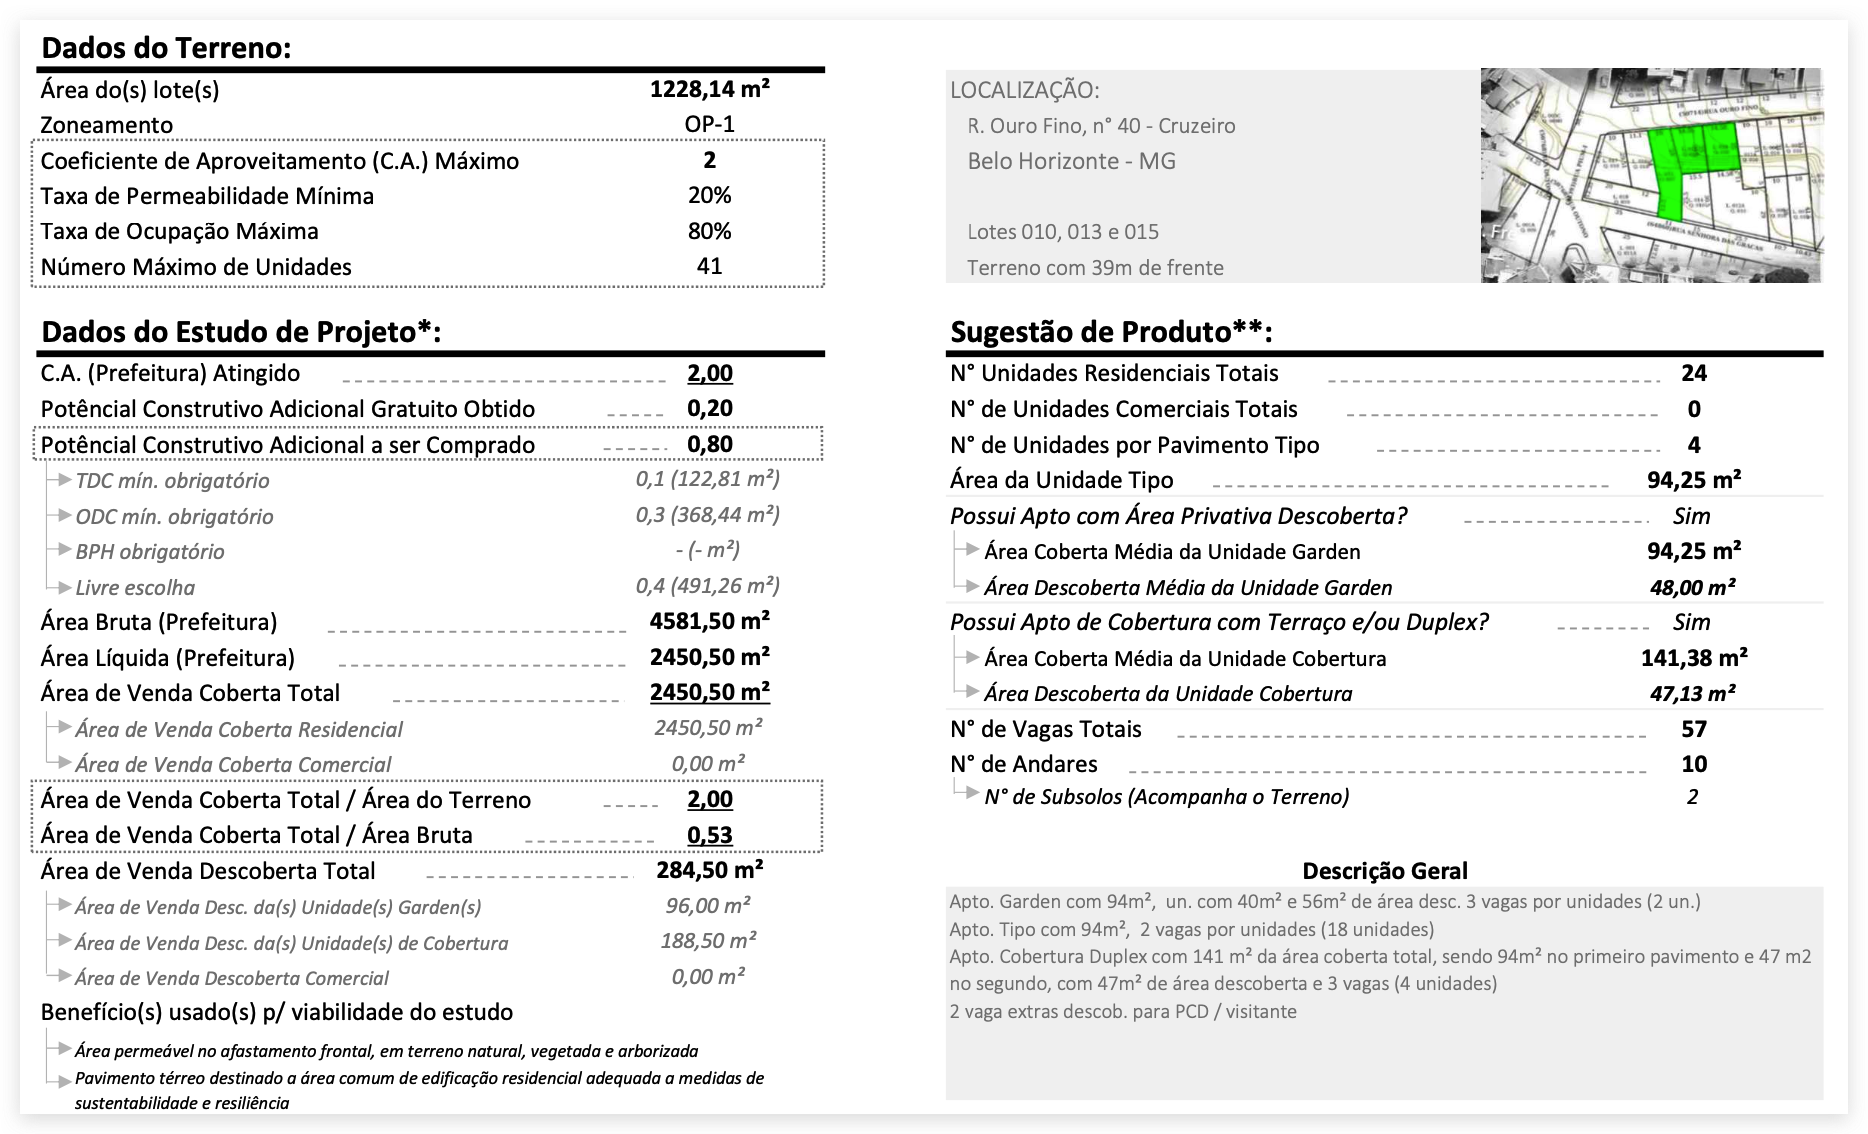 Dados do Terreno:
Área do(s) lote(s) 1228,14 m²
Zoneamento OP-1
Coeficiente de Aproveitamento (C.A.) Máximo 2
Taxa de Permeabilidade Mínima 20%
Taxa de Ocupação Máxima 80%
Número Máximo de Unidades 41
LOCALIZAÇÃO:
R. Ouro Fino, n° 40 - Cruzeiro
Belo Horizonte - MG
Lotes 010, 013 e 015
Terreno com 39m de frente
Dados do Estudo de Projeto*:
C.A. (Prefeitura) Atingido 2,00
Potêncial Construtivo Adicional Gratuito Obtido 0,20
Potêncial Construtivo Adicional a ser Comprado 0,80
TDC mín. obrigatório 0,1 (122,81 m²)
ODC mín. obrigatório 0,3 (368,44 m²)
BPH obrigatório - (- m²)
Livre escolha 0,4 (491,26 m²)
Área Bruta (Prefeitura) 4581,50 m²
Área Líquida (Prefeitura) 2450,50 m²
Área de Venda Coberta Total 2450,50 m²
Área de Venda Coberta Residencial 2450,50 m²
Área de Venda Coberta Comercial 0,00 m²
Área de Venda Coberta Total / Área do Terreno 2,00
Área de Venda Coberta Total / Área Bruta 0,53
Área de Venda Descoberta Total 284,50 m²
Área de Venda Desc. da(s) Unidade(s) Garden(s) 96,00 m²
Área de Venda Desc. da(s) Unidade(s) de Cobertura 188,50 m²
Área de Venda Descoberta Comercial 0,00 m²
Benefício(s) usado(s) p/ viabilidade do estudo
Área permeável no afastamento frontal, em terreno natural, vegetada e arborizada
Pavimento térreo destinado a área comum de edificação residencial adequada a medidas de
sustentabilidade e resiliência
Sugestão de Produto**:
N° Unidades Residenciais Totais 24
N° de Unidades Comerciais Totais 0
N° de Unidades por Pavimento Tipo 4
Área da Unidade Tipo 94,25 m²
Possui Apto com Área Privativa Descoberta? Sim
Área Coberta Média da Unidade Garden 94,25 m²
Área Descoberta Média da Unidade Garden 48,00 m²
Possui Apto de Cobertura com Terraço e/ou Duplex? Sim
Área Coberta Média da Unidade Cobertura 141,38 m²
Área Descoberta da Unidade Cobertura 47,13 m²
N° de Vagas Totais 57
N° de Andares 10
N° de Subsolos (Acompanha o Terreno) 2
Descrição Geral
Apto. Garden com 94m², un. com 40m² e 56m² de área desc. 3 vagas por unidades (2 un.)
Apto. Tipo com 94m², 2 vagas por unidades (18 unidades)
Apto. Cobertura Duplex com 141 m² da área coberta total, sendo 94m² no primeiro pavimento e 47 m2
no segundo, com 47m² de área descoberta e 3 vagas (4 unidades)
2 vaga extras descob. para PCD / visitante